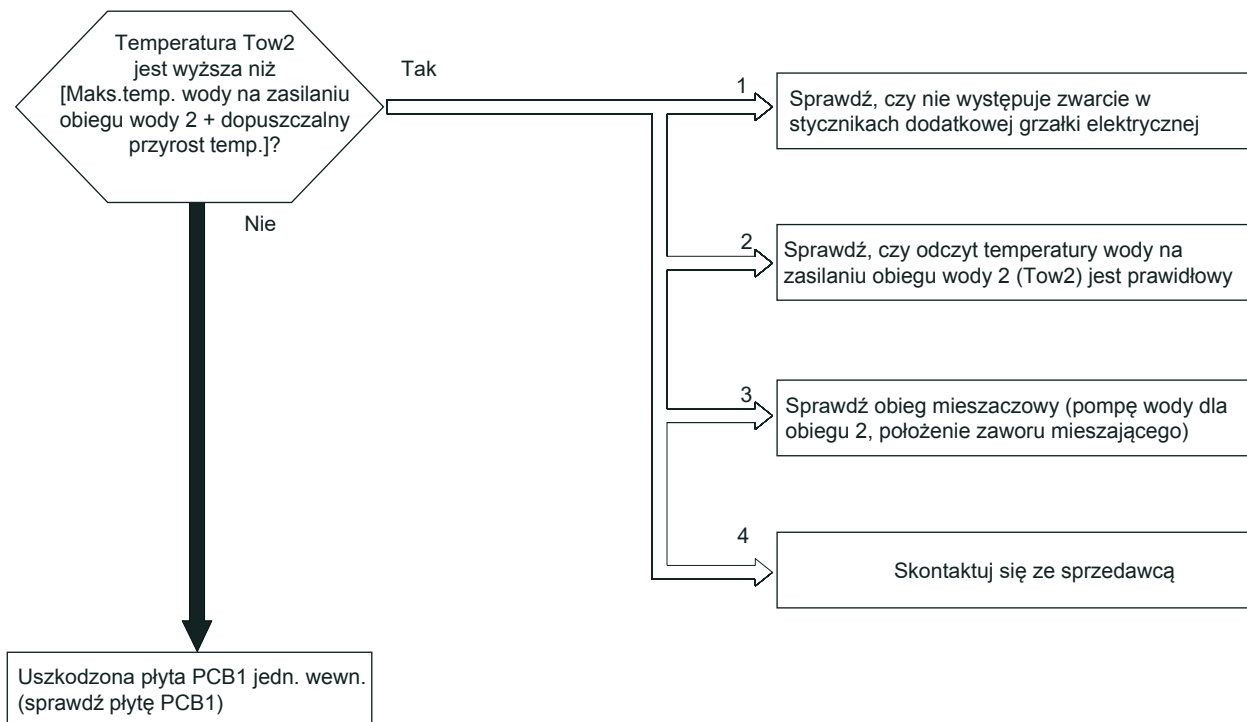 Temperatura Tow2
jest wyższa niż
[Maks.temp. wody na zasilaniu
obiegu wody 2 + dopuszczalny
przyrost temp.]?
Tak
Nie
1
Sprawdź, czy nie występuje zwarcie w
stycznikach dodatkowej grzałki elektrycznej
2
Sprawdź, czy odczyt temperatury wody na
zasilaniu obiegu wody 2 (Tow2) jest prawidłowy
3
Sprawdź obieg mieszaczowy (pompę wody dla
obiegu 2, położenie zaworu mieszającego)
4
Skontaktuj się ze sprzedawcą
Uszkodzona płyta PCB1 jedn. wewn.
(sprawdź płytę PCB1)